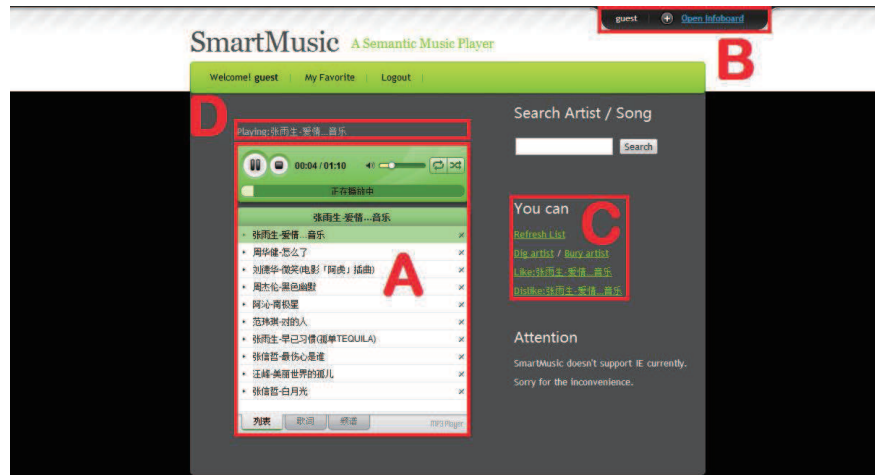 guest Open Infoboard
SmartMusic A Semantic Music Player
B
Welcome! guest My Favorite Logout
D
Search Artist / Song
Playing:张雨生-爱情...音乐
Search
00:04 / 01:10
正在播放中
You can
C
张雨生-爱情...音乐
Refresh List
张雨生-爱情...音乐
Dig artist / Bury artist
周华健-怎么了
A
Like:张雨生-爱情...音乐
刘德华-微笑(电影「阿虎」插曲)
Dislike:张雨生-爱情...音乐
周杰伦-黑色幽默
阿沁-南极星
范玮琪-对的人
Attention
张雨生-早已习惯(孤单TEQUILA)
SmartMusic doesn't support IE currently.
张信哲-最伤心是谁
Sorry for the inconvenience.
汪峰-美丽世界的孤儿
张信哲-白月光
列表 歌词 频道 MP3 Player